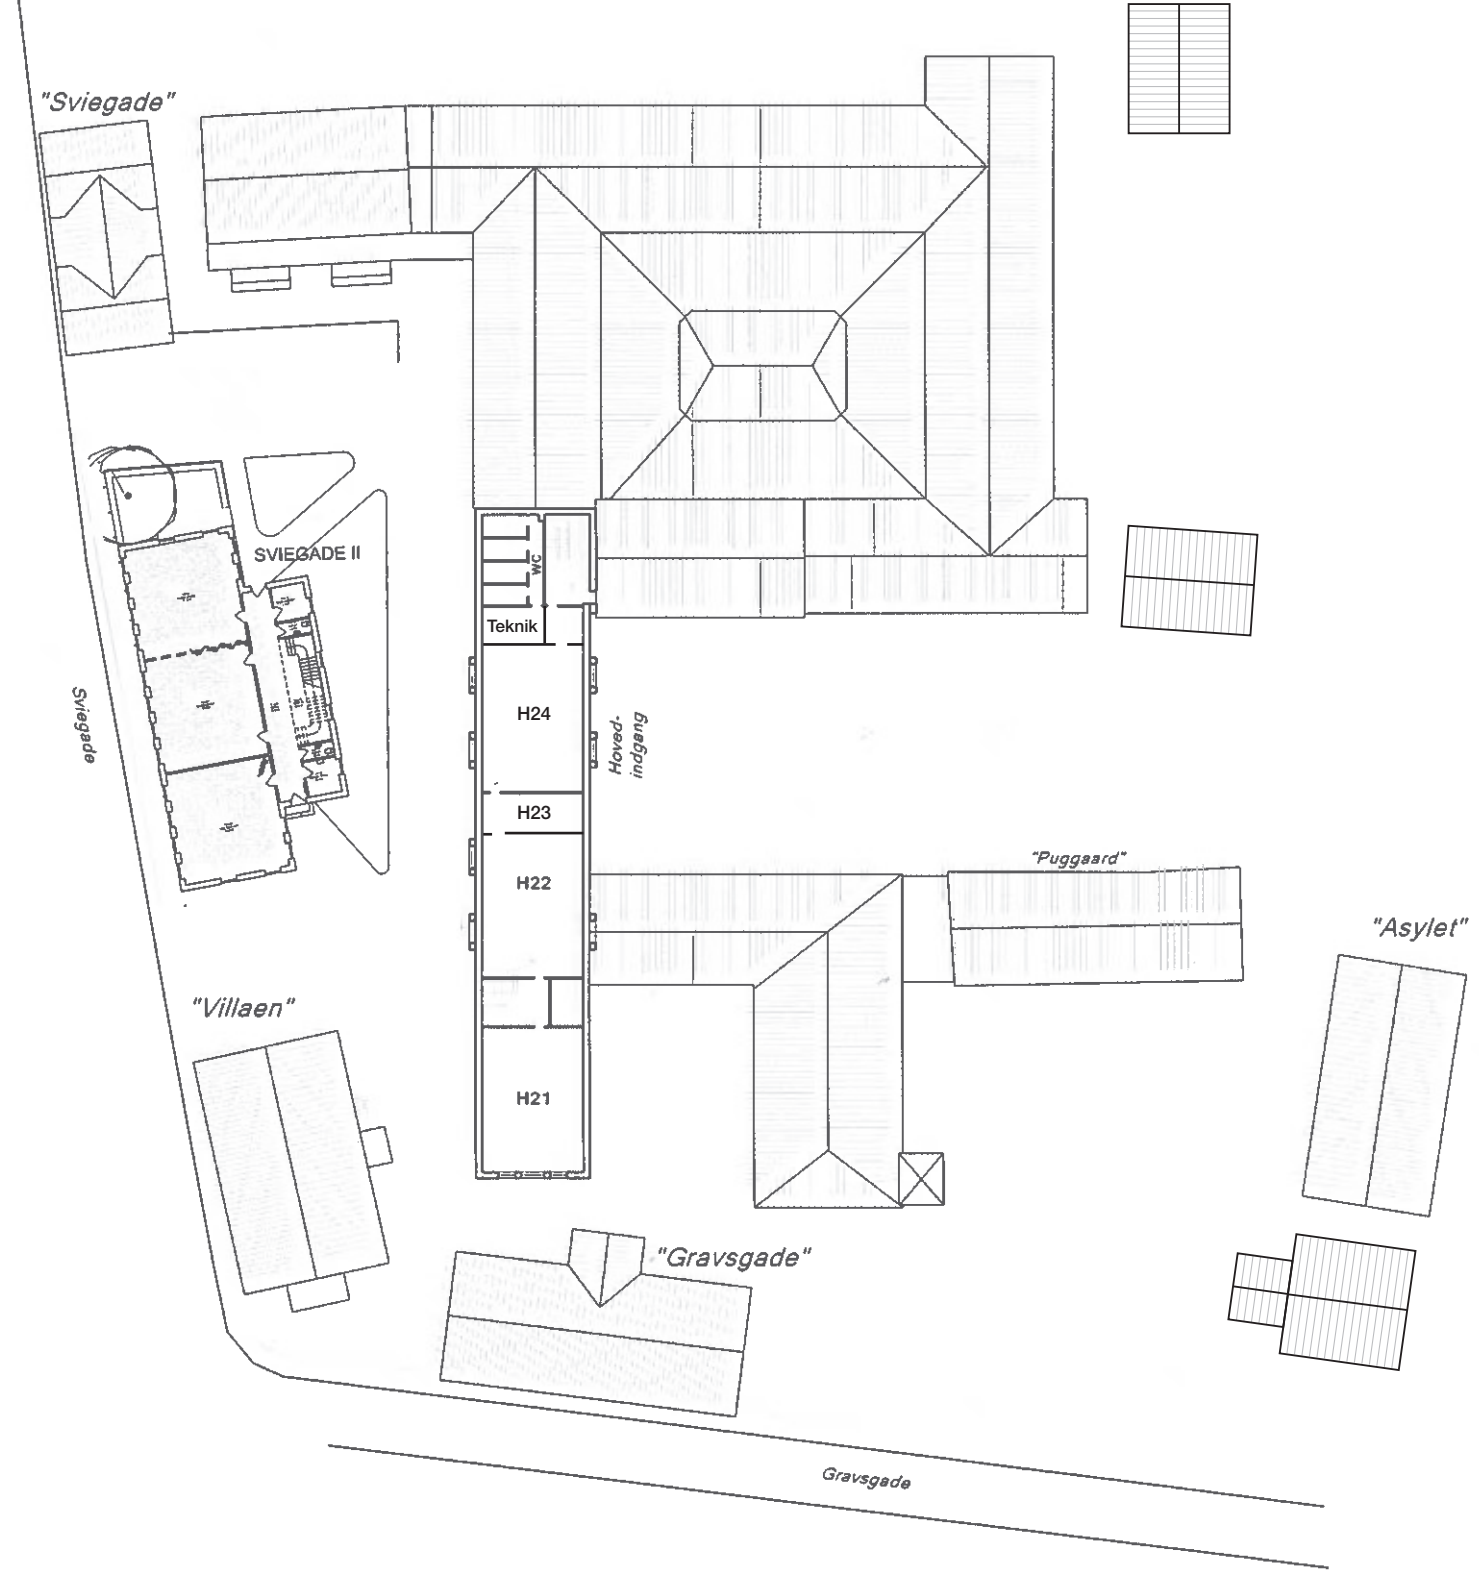 "Sviegade"
SVIEGADE II
WC
Teknik
H24
Sviegade
Hoved-
indgang
H23
H22
"Puggaard"
"Asylet"
"Villaen"
H21
"Gravsgade"
Gravsgade